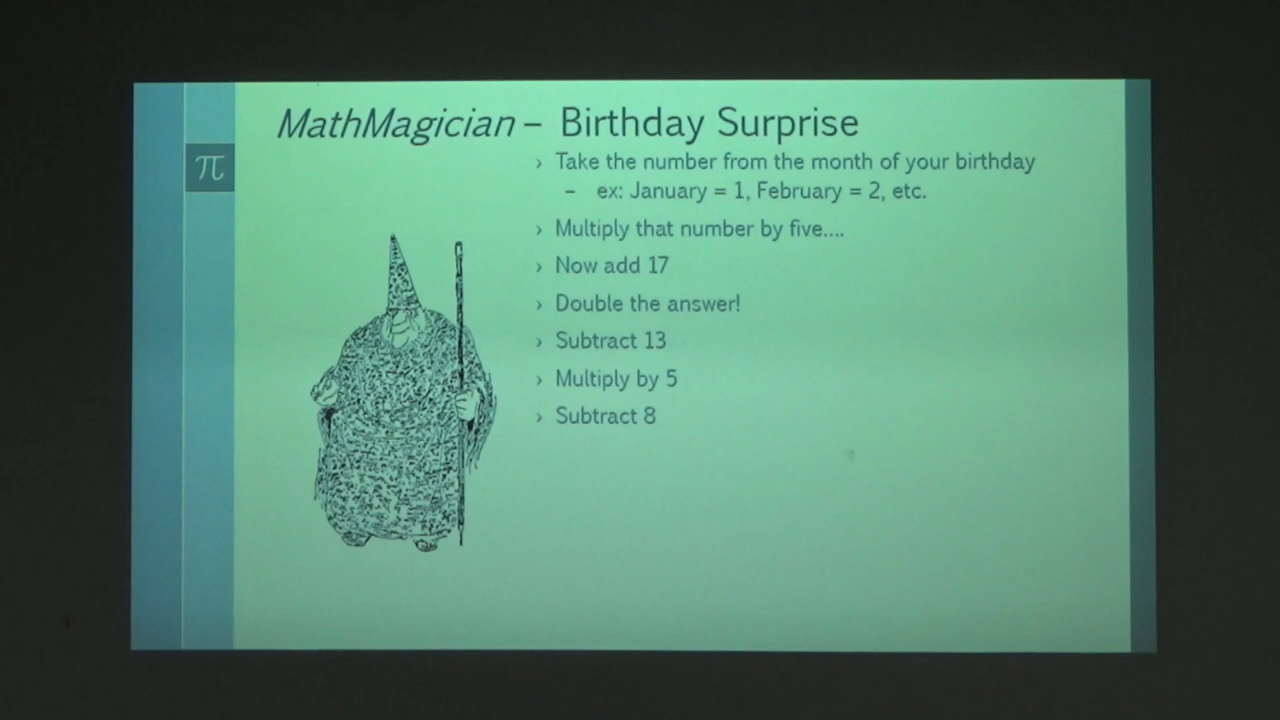 MathMagician – Birthday Surprise
π
› Take the number from the month of your birthday
– ex: January = 1, February = 2, etc.
› Multiply that number by five....
› Now add 17
› Double the answer!
› Subtract 13
› Multiply by 5
› Subtract 8